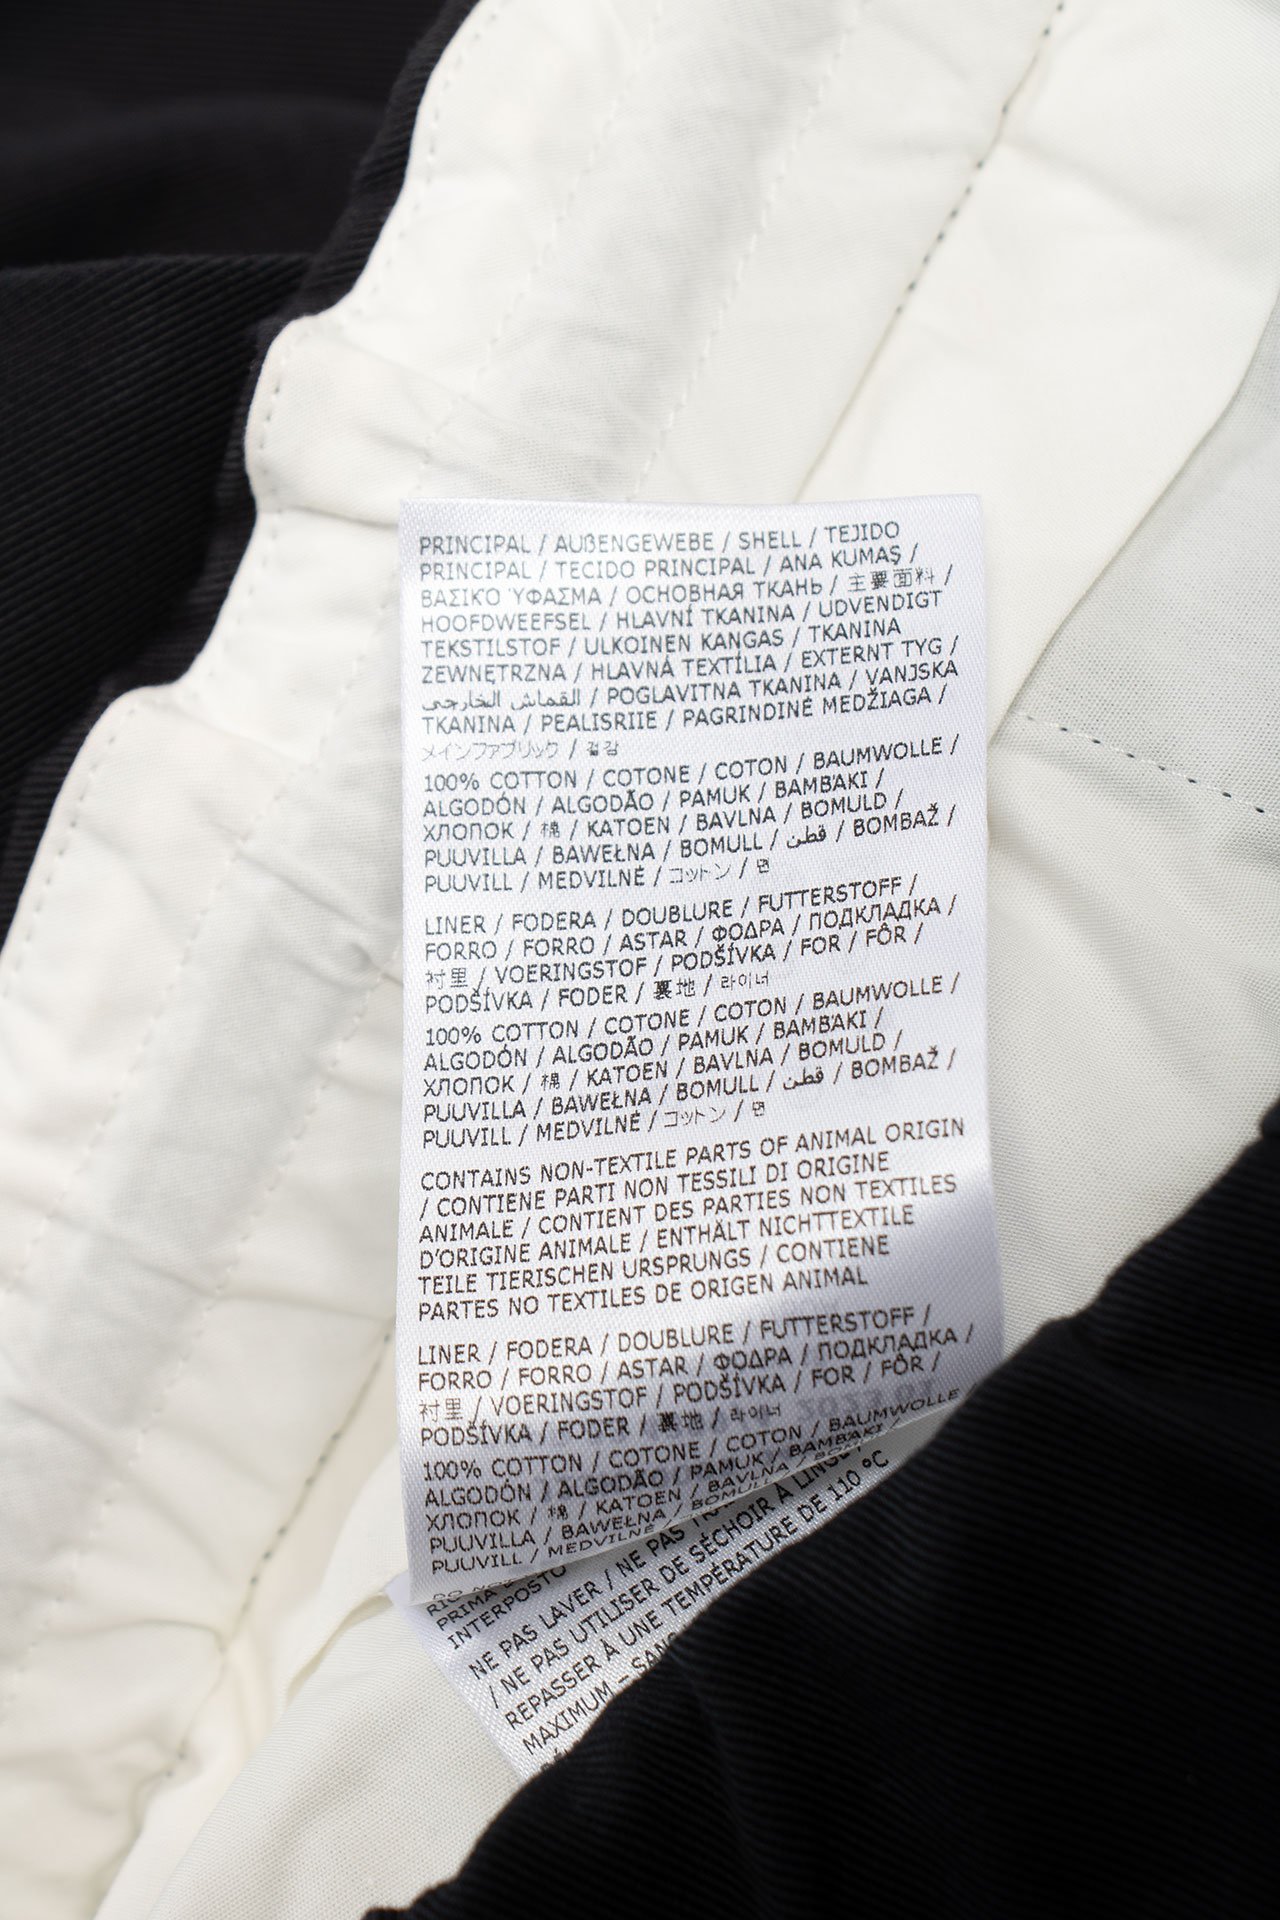 PRINCIPAL / AUßENGEWEBE / SHELL / TEJIDO
PRINCIPAL / TECIDO PRINCIPAL / ANA KUMAŞ /
ΒΑΣΙΚΌ ΎΦΑΣΜΑ / ОСНОВНАЯ ТКАНЬ / 主要面料 /
HOOFDWEEFSEL / HLAVNÍ TKANINA / UDVENDIGT
TEKSTILSTOF / ULKOINEN KANGAS / TKANINA
ZEWNĘTRZNA / HLAVNÁ TEXTÍLIA / EXTERNT TYG /
القماش الخارجي / POGLAVITNA TKANINA / VANJSKA
TKANINA / PEALISRIIE / PAGRINDINĖ MEDŽIAGA /
メインファブリック / 겉감
100% COTTON / COTONE / COTON / BAUMWOLLE /
ALGODÓN / ALGODÃO / PAMUK / ΒΑΜΒΆΚΙ /
ХЛОПОК / 棉 / KATOEN / BAVLNA / BOMULD /
PUUVILLA / BAWEŁNA / BOMULL / قطن / BOMBAŽ /
PUUVILL / MEDVILNĖ / コットン / 면
LINER / FODERA / DOUBLURE / FUTTERSTOFF /
FORRO / FORRO / ASTAR / ΦΟΔΡΑ / ПОДКЛАДКА /
衬里 / VOERINGSTOF / PODŠÍVKA / FOR / FÔR /
PODŠÍVKA / FODER / 裏地 / 라이너
100% COTTON / COTONE / COTON / BAUMWOLLE /
ALGODÓN / ALGODÃO / PAMUK / ΒΑΜΒΆΚΙ /
ХЛОПОК / 棉 / KATOEN / BAVLNA / BOMULD /
PUUVILLA / BAWEŁNA / BOMULL / قطن / BOMBAŽ /
PUUVILL / MEDVILNĖ / コットン / 면
CONTAINS NON-TEXTILE PARTS OF ANIMAL ORIGIN
/ CONTIENE PARTI NON TESSILI DI ORIGINE
ANIMALE / CONTIENT DES PARTIES NON TEXTILES
D'ORIGINE ANIMALE / ENTHÄLT NICHTTEXTILE
TEILE TIERISCHEN URSPRUNGS / CONTIENE
PARTES NO TEXTILES DE ORIGEN ANIMAL
LINER / FODERA / DOUBLURE / FUTTERSTOFF /
FORRO / FORRO / ASTAR / ΦΟΔΡΑ / ПОДКЛАДКА /
衬里 / VOERINGSTOF / PODŠÍVKA / FOR / FÔR /
PODŠÍVKA / FODER / 裏地 / 라이너
100% COTTON / COTONE / COTON / BAUMWOLLE
ALGODÓN / ALGODÃO / PAMUK / ΒΑΜΒΆΚΙ /
ХЛОПОК / 棉 / KATOEN / BAVLNA / BOMULD
PUUVILLA / BAWEŁNA / BOMULL
PUUVILL / MEDVILNĖ
PRIMA
INTERPOSTO
NE PAS LAVER / NE PAS
/ NE PAS UTILISER DE SÉCHOIR À
REPASSER À UNE TEMPÉRATURE DE 110 °C
MAXIMUM – SANS